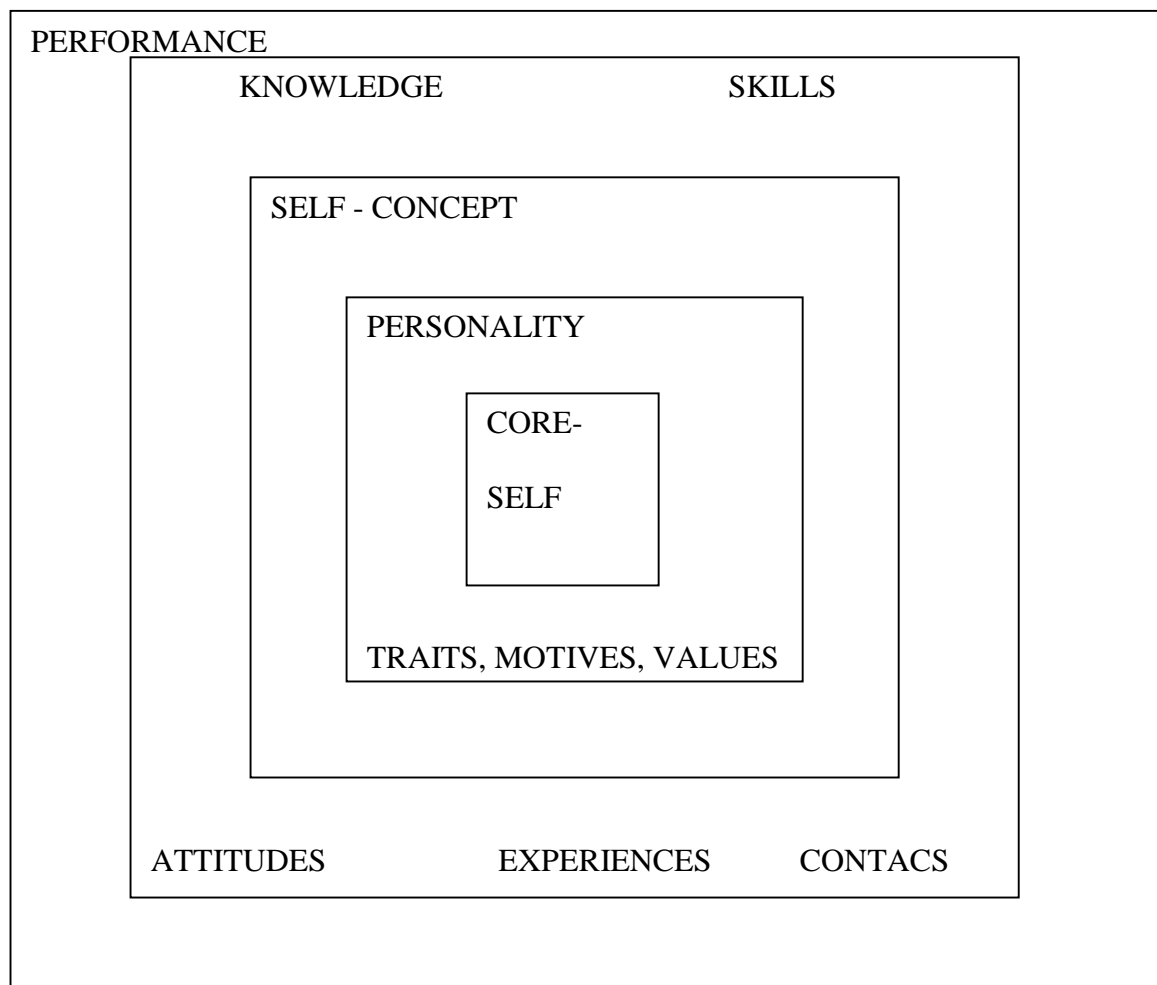 PERFORMANCE
KNOWLEDGE SKILLS
SELF - CONCEPT
PERSONALITY
CORE-
SELF
TRAITS, MOTIVES, VALUES
ATTITUDES EXPERIENCES CONTACS